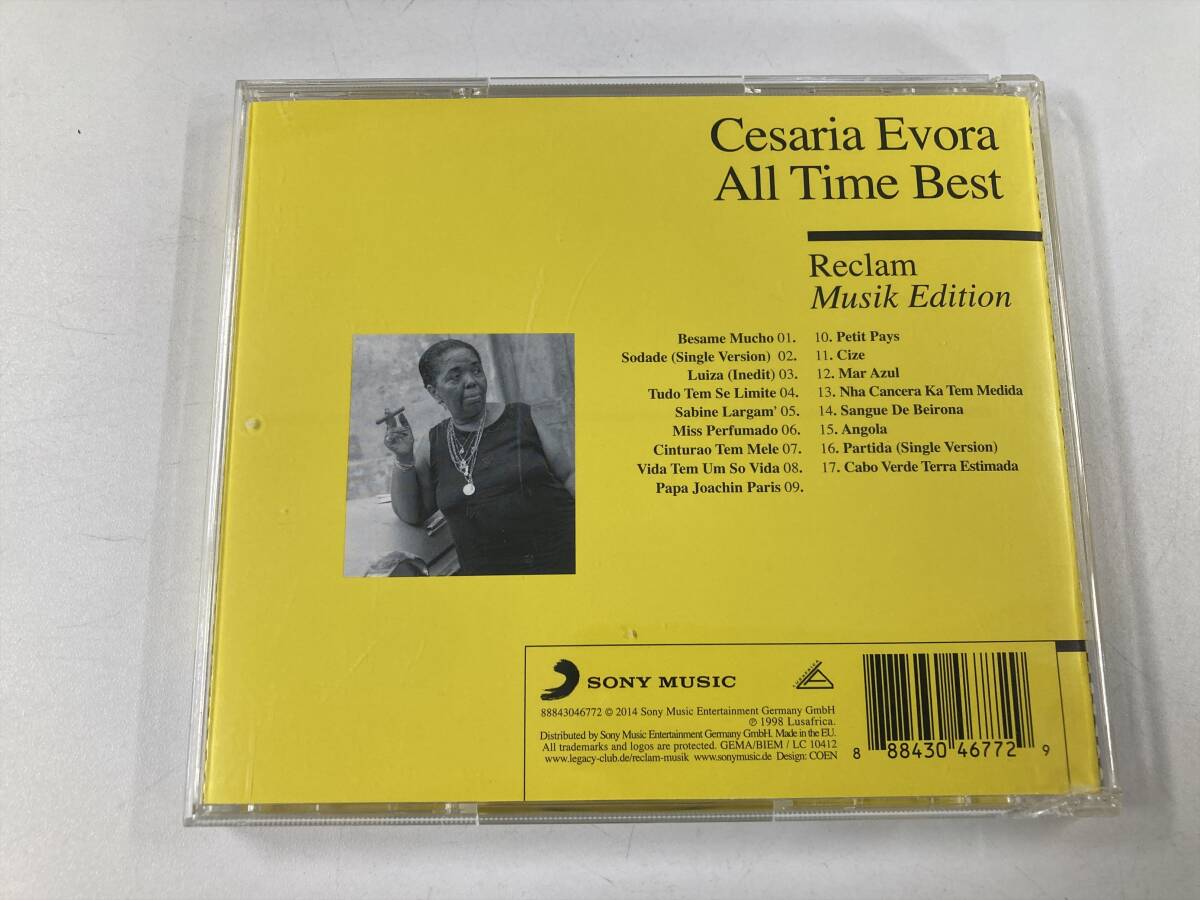 Cesaria Evora
All Time Best
Reclam
Musik Edition
Besame Mucho 01.
Sodade (Single Version) 02.
Luiza (Inedit) 03.
Tudo Tem Se Limite 04.
Sabine Largam' 05.
Miss Perfumado 06.
Cinturao Tem Mele 07.
Vida Tem Um So Vida 08.
Papa Joachin Paris 09.
10. Petit Pays
11. Cize
12. Mar Azul
13. Nha Cancera Ka Tem Medida
14. Sangue De Beirona
15. Angola
16. Partida (Single Version)
17. Cabo Verde Terra Estimada
SONY MUSIC
88843046772 © 2014 Sony Music Entertainment Germany GmbH
℗ 1998 Lusafrica.
Distributed by Sony Music Entertainment Germany GmbH. Made in the EU.
All trademarks and logos are protected. GEMA/BIEM / LC 10412
www.legacy-club.de/reclam-musik www.sonymusic.de Design: COEN
8 88430 46772 9